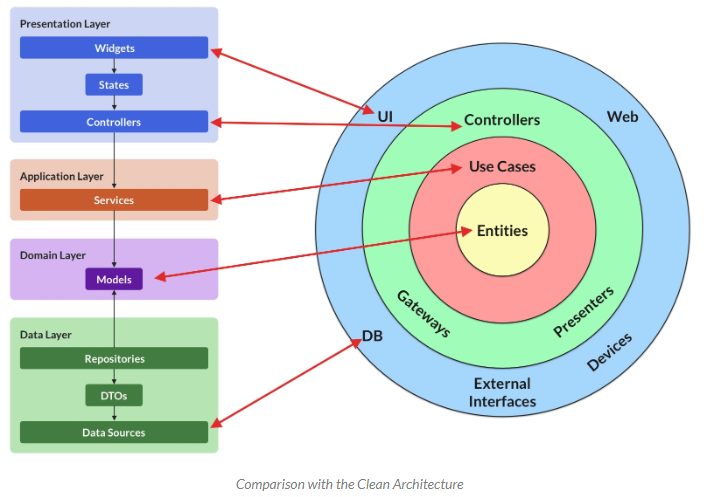 Presentation Layer
Widgets
States
Controllers
Application Layer
Services
Domain Layer
Models
Data Layer
Repositories
DTOs
Data Sources
UI
Controllers
Web
Use Cases
Entities
Gateways
Presenters
DB
Devices
External
Interfaces
Comparison with the Clean Architecture